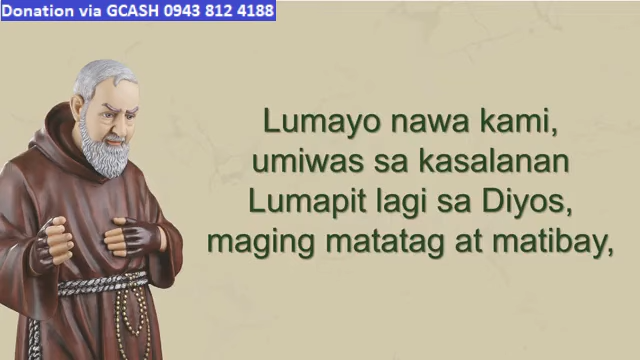 Donation via GCASH 0943 812 4188
Lumayo nawa kami,
umiwas sa kasalanan
Lumapit lagi sa Diyos,
maging matatag at matibay,